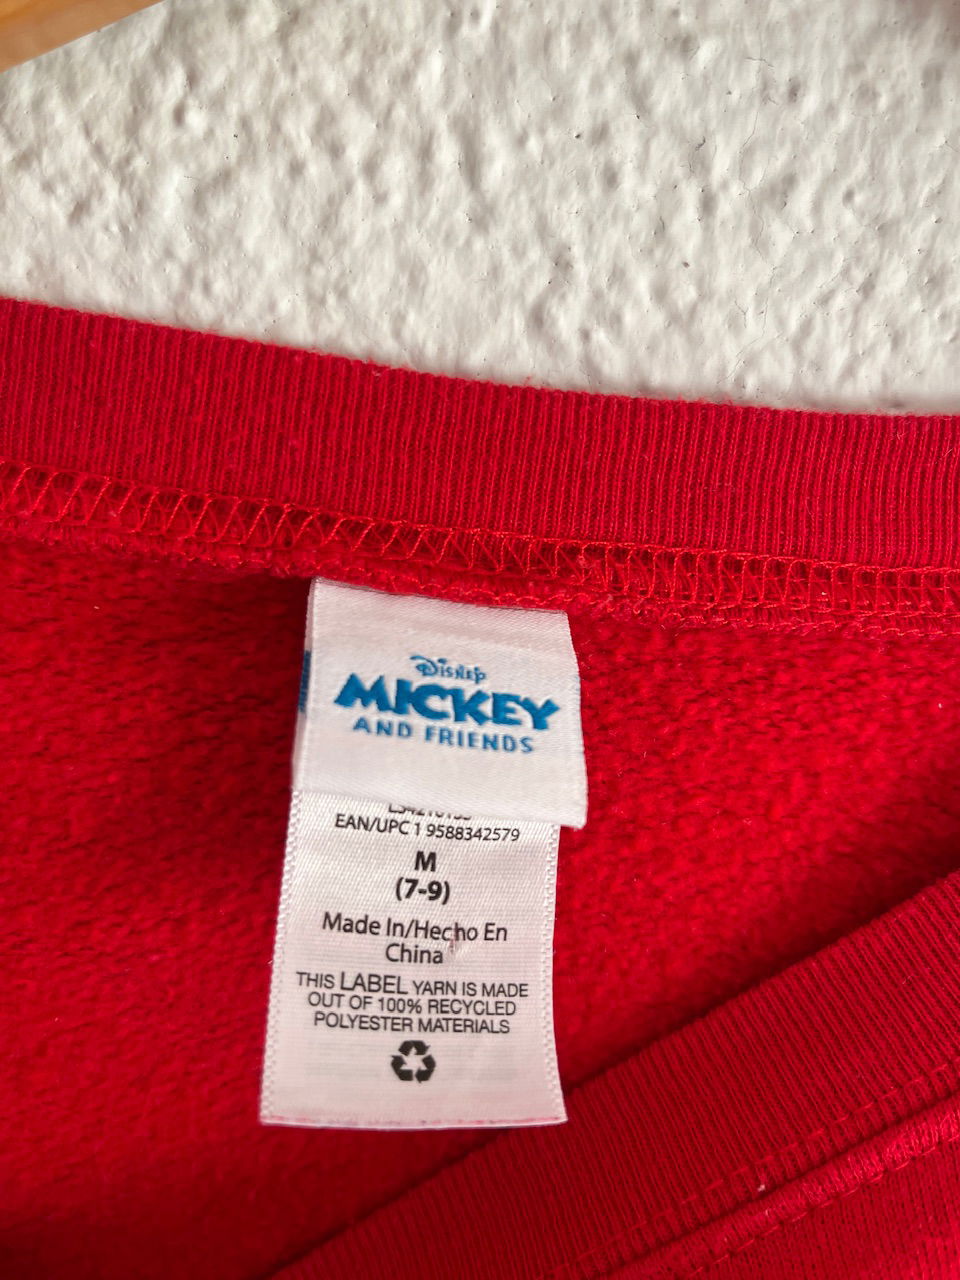 Disney
MICKEY
AND FRIENDS
EAN/UPC 1 9588342579
M
(7-9)
Made In/Hecho En
China
THIS LABEL YARN IS MADE
OUT OF 100% RECYCLED
POLYESTER MATERIALS